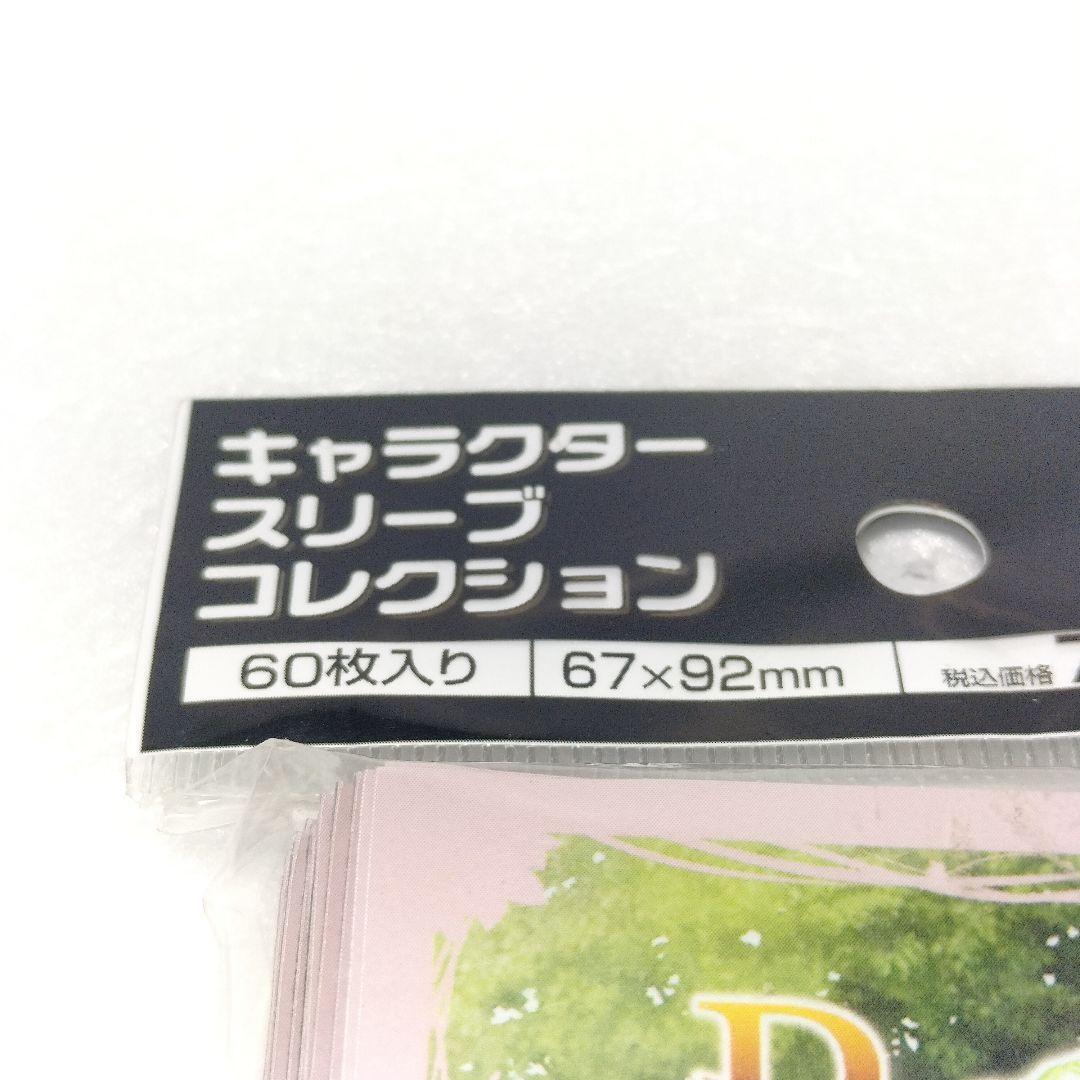 キャラクター
スリーブ
コレクション
60枚入り 67×92mm 税込価格